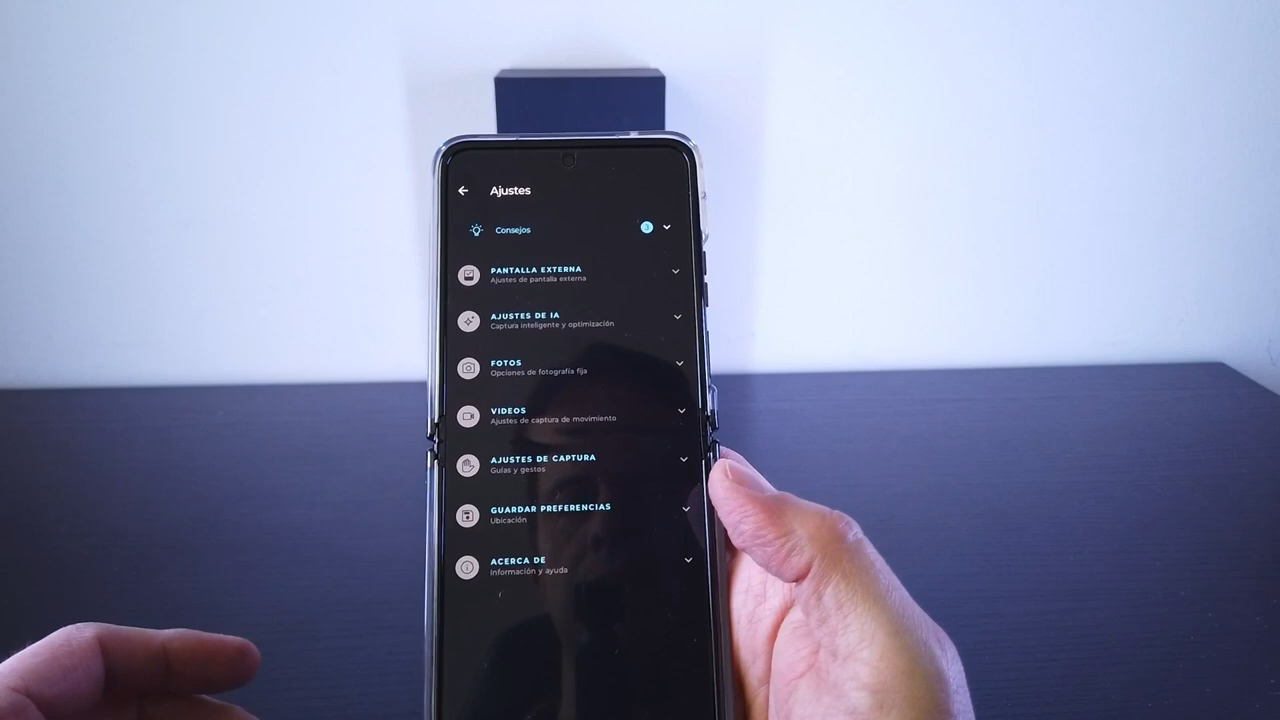 Ajustes
Consejos
3
PANTALLA EXTERNA
Ajustes de pantalla externa
AJUSTES DE IA
Captura inteligente y optimización
FOTOS
Opciones de fotografía fija
VIDEOS
Ajustes de captura de movimiento
AJUSTES DE CAPTURA
Guías y gestos
GUARDAR PREFERENCIAS
Ubicación
ACERCA DE
Información y ayuda